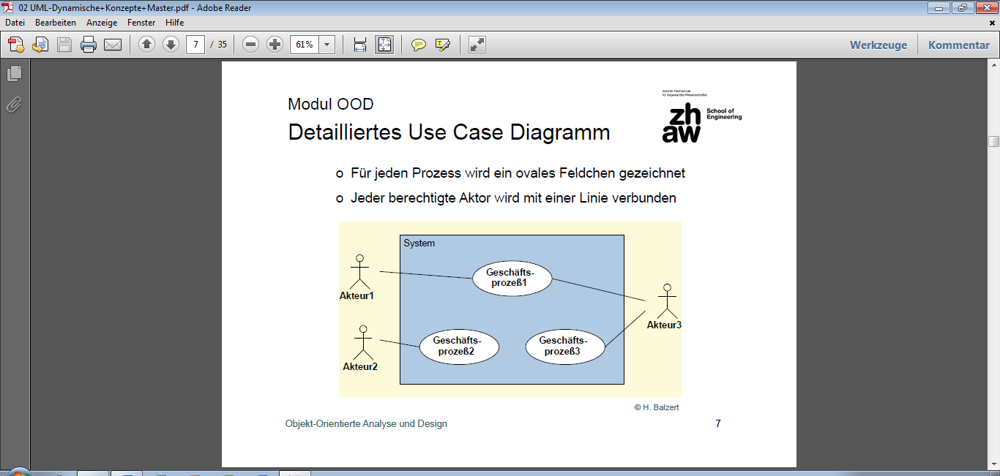 02 UML-Dynamische+Konzepte+Master.pdf - Adobe Reader
Datei Bearbeiten Anzeige Fenster Hilfe
7 / 35 61% Werkzeuge Kommentar
Zürcher Hochschule
für Angewandte Wissenschaften
Modul OOD
zh
aw
School of
Engineering
Detailliertes Use Case Diagramm
o Für jeden Prozess wird ein ovales Feldchen gezeichnet
o Jeder berechtigte Aktor wird mit einer Linie verbunden
System
Geschäfts-
prozeß1
Akteur1
Akteur3
Geschäfts-
prozeß2
Geschäfts-
prozeß3
Akteur2
© H. Balzert
Objekt-Orientierte Analyse und Design 7